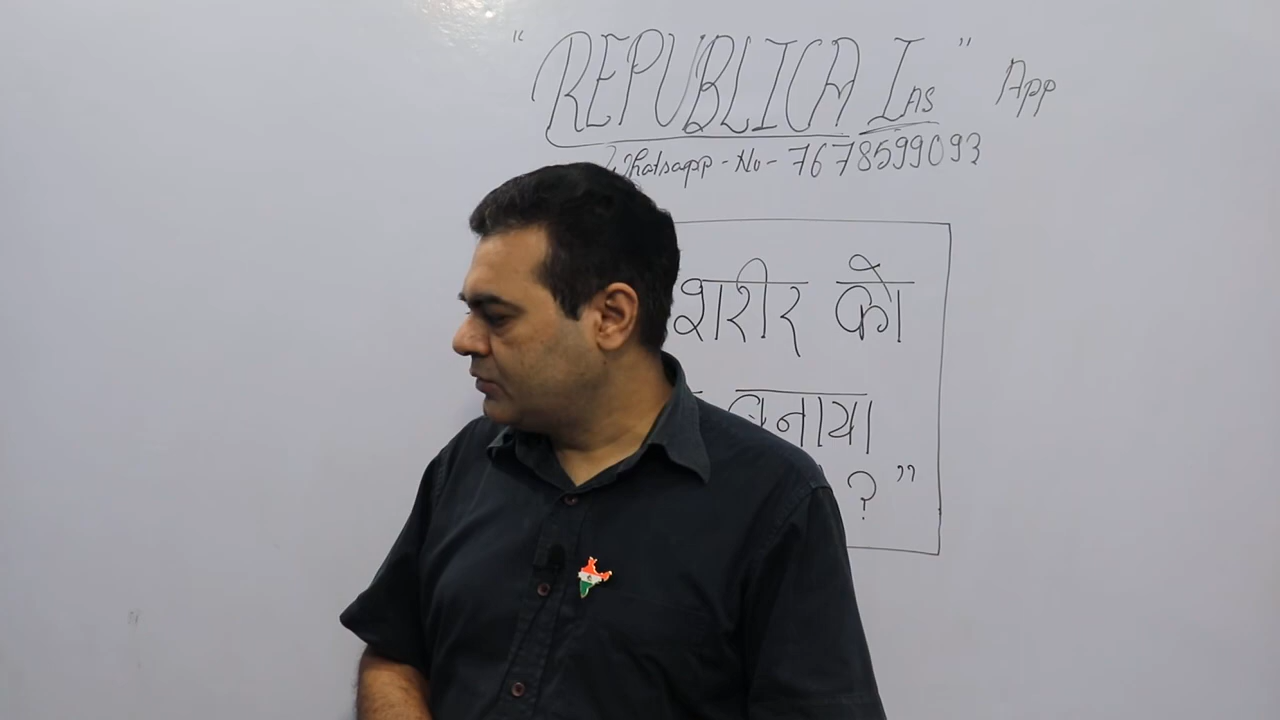 "REPUBLICA IAS" App
Whatsapp - No - 7678599093
शरीर को
बनाया
? "